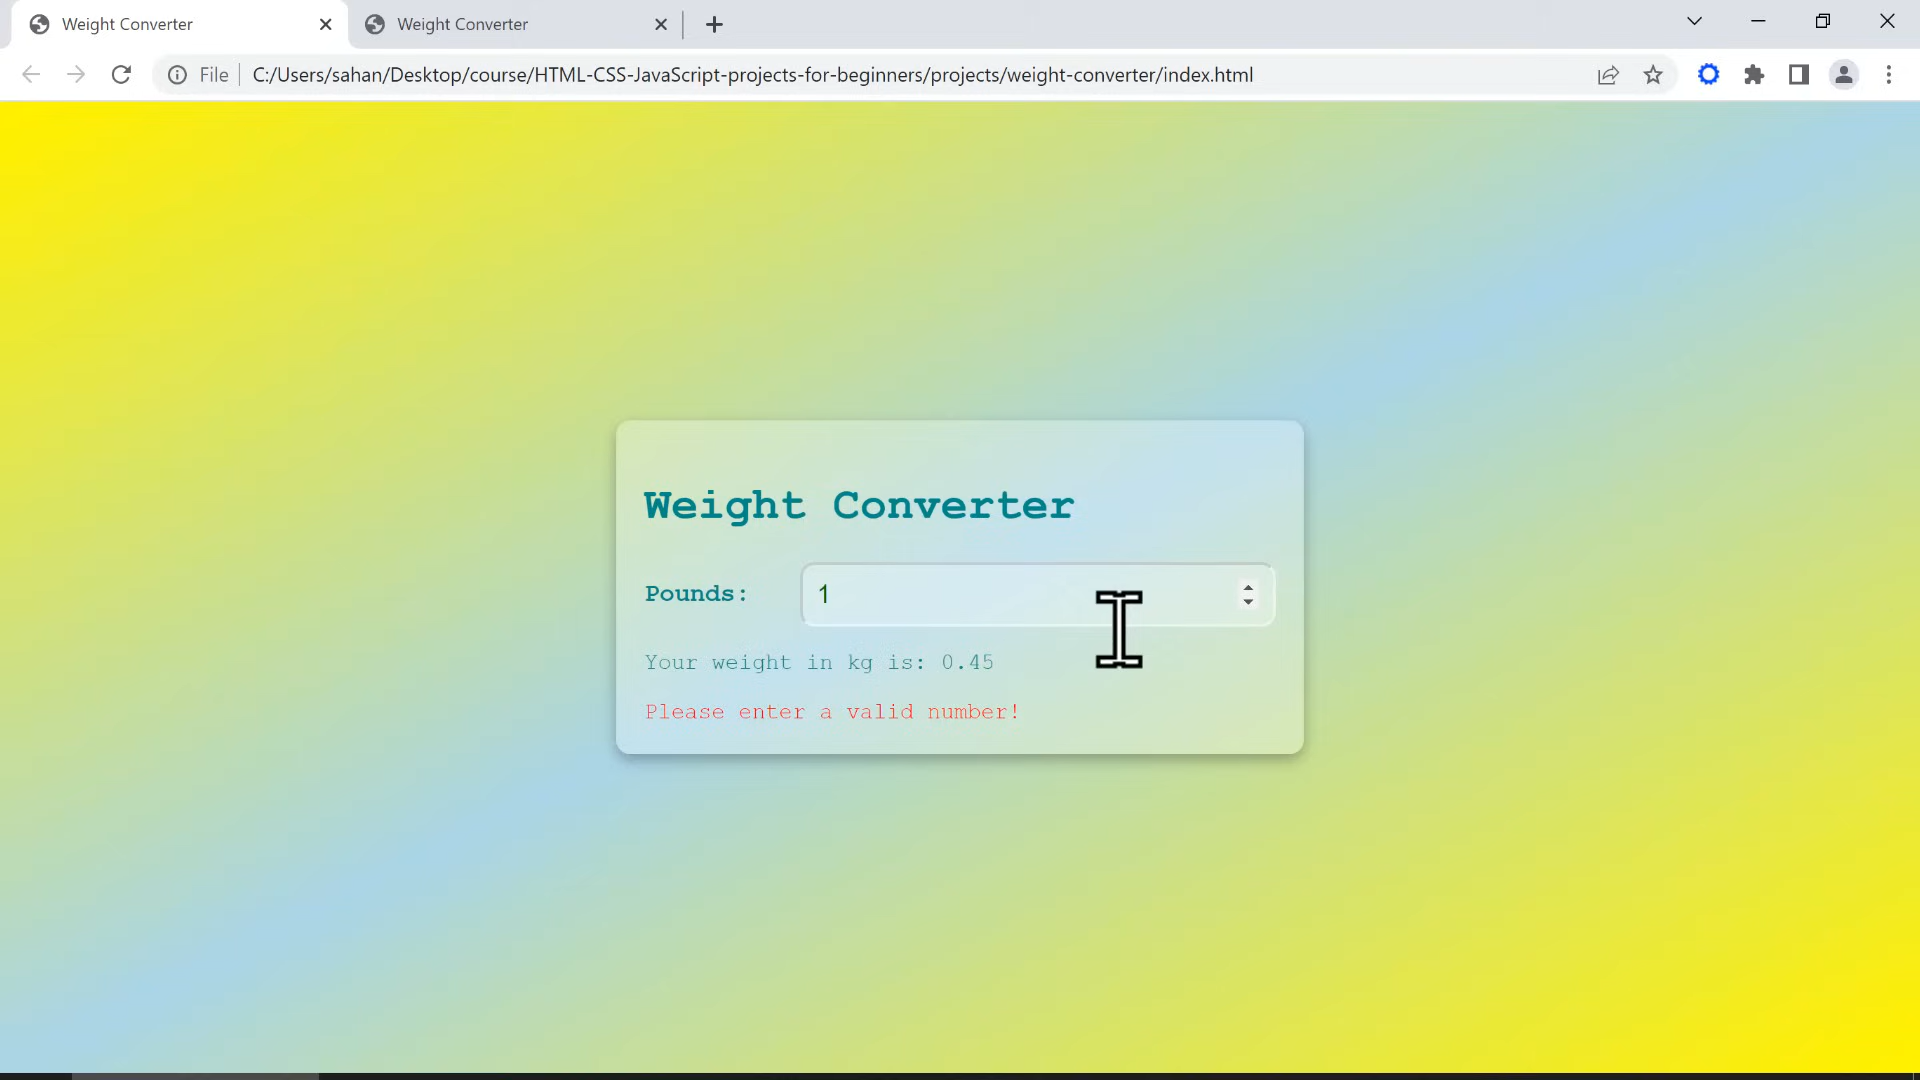 Weight Converter
Weight Converter
File
C:/Users/sahan/Desktop/course/HTML-CSS-JavaScript-projects-for-beginners/projects/weight-converter/index.html
Weight Converter
Pounds: 1
Your weight in kg is: 0.45
Please enter a valid number!